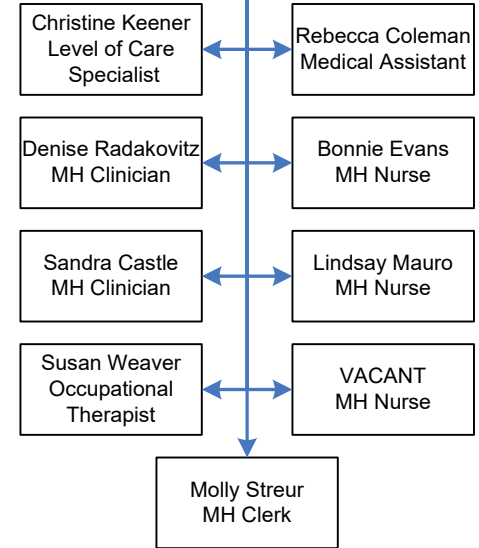 Christine Keener
Level of Care
Specialist
Rebecca Coleman
Medical Assistant
Denise Radakovitz
MH Clinician
Bonnie Evans
MH Nurse
Sandra Castle
MH Clinician
Lindsay Mauro
MH Nurse
Susan Weaver
Occupational
Therapist
VACANT
MH Nurse
Molly Streur
MH Clerk